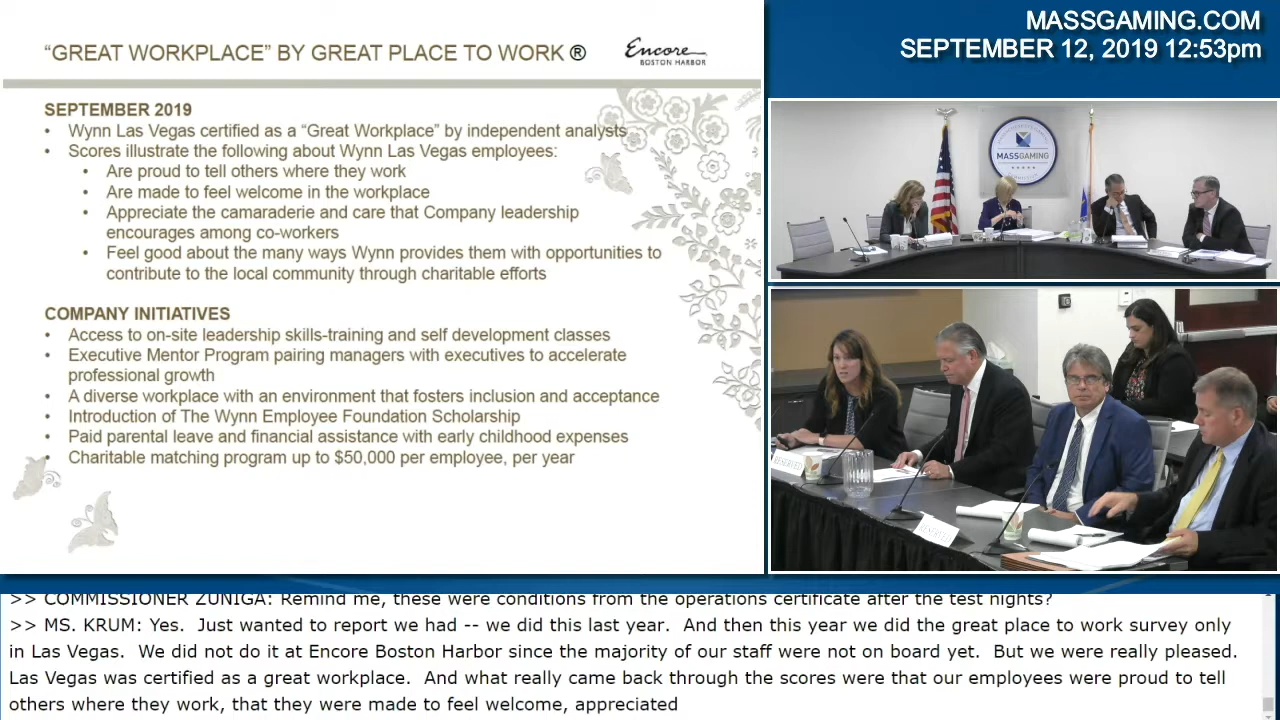 MASSGAMING.COM
SEPTEMBER 12, 2019 12:53pm
“GREAT WORKPLACE” BY GREAT PLACE TO WORK ®
Encore
BOSTON HARBOR
SEPTEMBER 2019
• Wynn Las Vegas certified as a “Great Workplace” by independent analysts
• Scores illustrate the following about Wynn Las Vegas employees:
• Are proud to tell others where they work
• Are made to feel welcome in the workplace
• Appreciate the camaraderie and care that Company leadership
encourages among co-workers
• Feel good about the many ways Wynn provides them with opportunities to
contribute to the local community through charitable efforts
COMPANY INITIATIVES
• Access to on-site leadership skills-training and self development classes
• Executive Mentor Program pairing managers with executives to accelerate
professional growth
• A diverse workplace with an environment that fosters inclusion and acceptance
• Introduction of The Wynn Employee Foundation Scholarship
• Paid parental leave and financial assistance with early childhood expenses
• Charitable matching program up to $50,000 per employee, per year
MASSGAMING
RESERVED
RESERVED
>> COMMISSIONER ZUNIGA: Remind me, these were conditions from the operations certificate after the test nights?
>> MS. KRUM: Yes. Just wanted to report we had -- we did this last year. And then this year we did the great place to work survey only
in Las Vegas. We did not do it at Encore Boston Harbor since the majority of our staff were not on board yet. But we were really pleased.
Las Vegas was certified as a great workplace. And what really came back through the scores were that our employees were proud to tell
others where they work, that they were made to feel welcome, appreciated